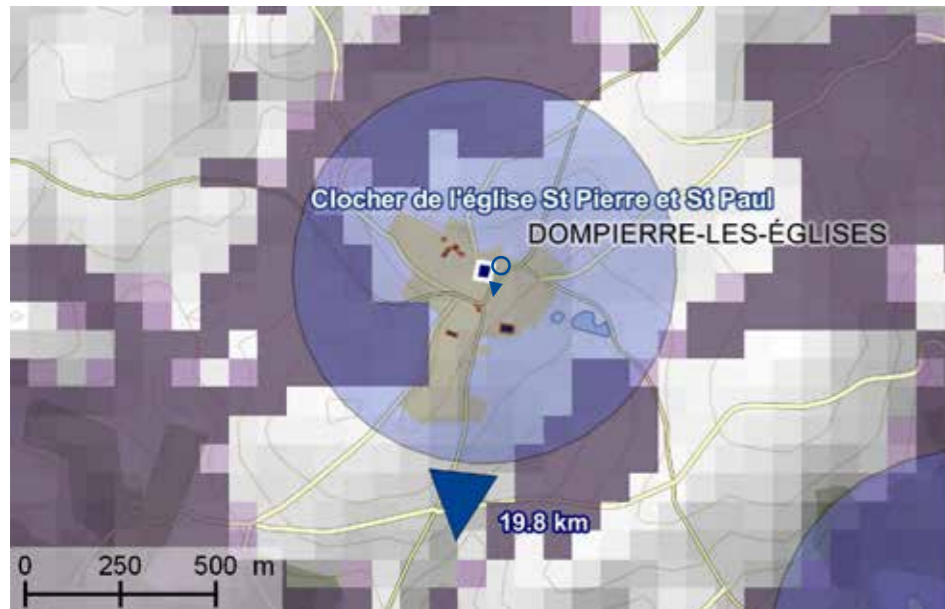 Clocher de l'église St Pierre et St Paul
DOMPIERRE-LES-ÉGLISES
19.8 km
0 250 500 m